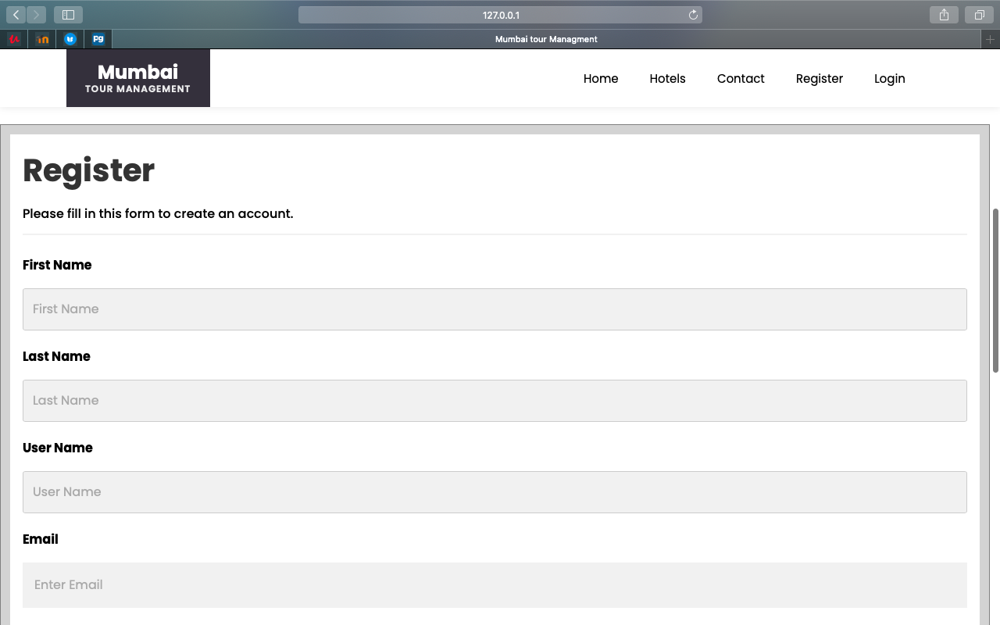 127.0.0.1
in
pg
Mumbai tour Managment
Mumbai
TOUR MANAGEMENT
Home
Hotels
Contact
Register
Login
Register
Please fill in this form to create an account.
First Name
First Name
Last Name
Last Name
User Name
User Name
Email
Enter Email